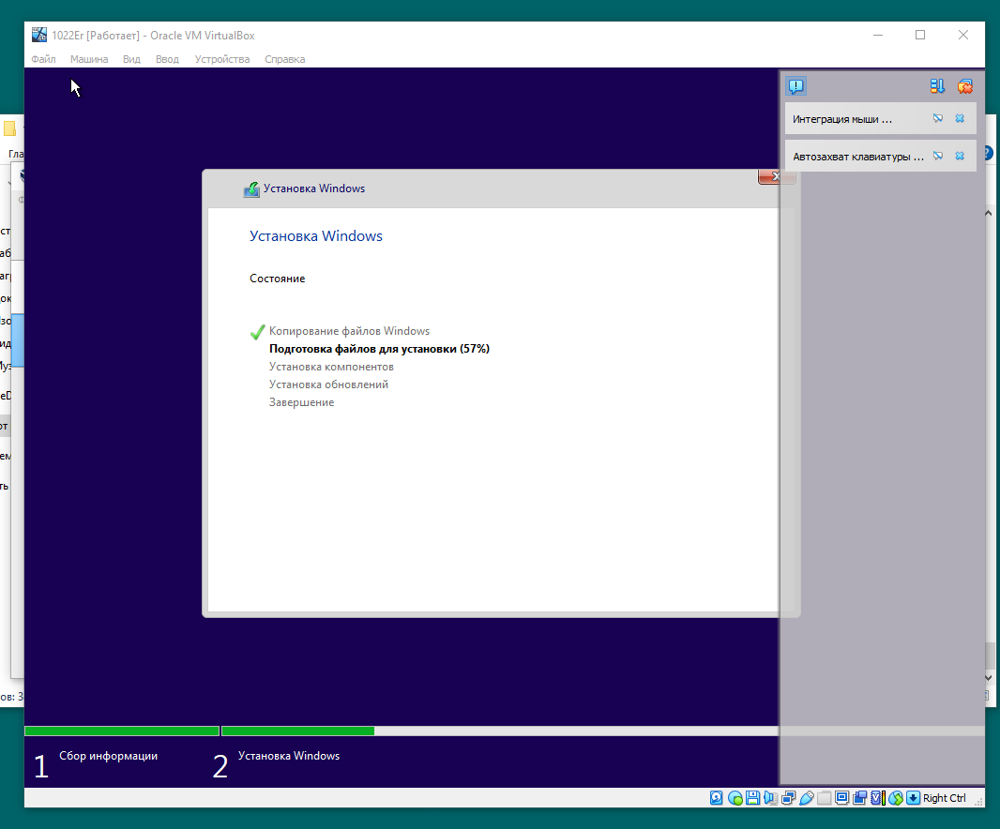 1022Er [Работает] - Oracle VM VirtualBox
Файл Машина Вид Ввод Устройства Справка
Интеграция мыши ...
Автозахват клавиатуры ...
Установка Windows
Установка Windows
Состояние
Копирование файлов Windows
Подготовка файлов для установки (57%)
Установка компонентов
Установка обновлений
Завершение
1 Сбор информации
2 Установка Windows
Right Ctrl